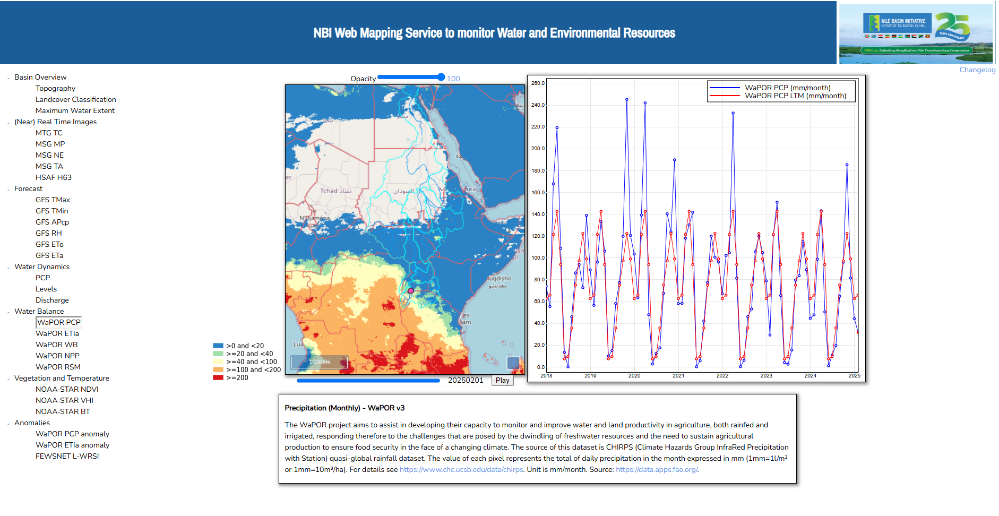 NBI Web Mapping Service to monitor Water and Environmental Resources
NILE BASIN INITIATIVE
INITIATIVE DU BASSIN DU NIL
25
YEARS ANNIVERSARY
NBI@ 25: Unlocking Benefits from Nile Transboundary Cooperation
Changelog
- Basin Overview
Topography
Landcover Classification
Maximum Water Extent
- (Near) Real Time Images
MTG TC
MSG MP
MSG NE
MSG TA
HSAF H63
- Forecast
GFS TMax
GFS TMin
GFS APcp
GFS RH
GFS ETo
GFS ETa
- Water Dynamics
PCP
Levels
Discharge
- Water Balance
WaPOR PCP
WaPOR ETIa
WaPOR WB
WaPOR NPP
WaPOR RSM
- Vegetation and Temperature
NOAA-STAR NDVI
NOAA-STAR VHI
NOAA-STAR BT
- Anomalies
WaPOR PCP anomaly
WaPOR ETIa anomaly
FEWSNET L-WRSI
>0 and <20
>=20 and <40
>=40 and <100
>=100 and <200
>=200
Opacity 100
Tchad تشاد
السودان
N'Djaména
مقديشو
Lua
1000 km
20250201 Play
WaPOR PCP (mm/month)
WaPOR PCP LTM (mm/month)
260.0
240.0
220.0
200.0
180.0
160.0
140.0
120.0
100.0
80.0
60.0
40.0
20.0
0.0
2018 2019 2020 2021 2022 2023 2024 2025
Precipitation (Monthly) - WaPOR v3
The WaPOR project aims to assist in developing their capacity to monitor and improve water and land productivity in agriculture, both rainfed and
irrigated, responding therefore to the challenges that are posed by the dwindling of freshwater resources and the need to sustain agricultural
production to ensure food security in the face of a changing climate. The source of this dataset is CHIRPS (Climate Hazards Group InfraRed Precipitation
with Station) quasi-global rainfall dataset. The value of each pixel represents the total of daily precipitation in the month expressed in mm (1mm=1l/m²
or 1mm=10m³/ha). For details see https://www.chc.ucsb.edu/data/chirps. Unit is mm/month. Source: https://data.apps.fao.org/.